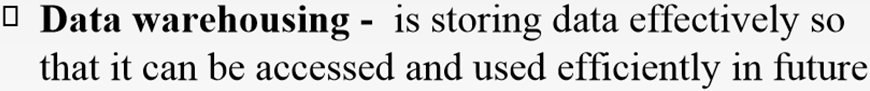 ▯ Data warehousing - is storing data effectively so
that it can be accessed and used efficiently in future